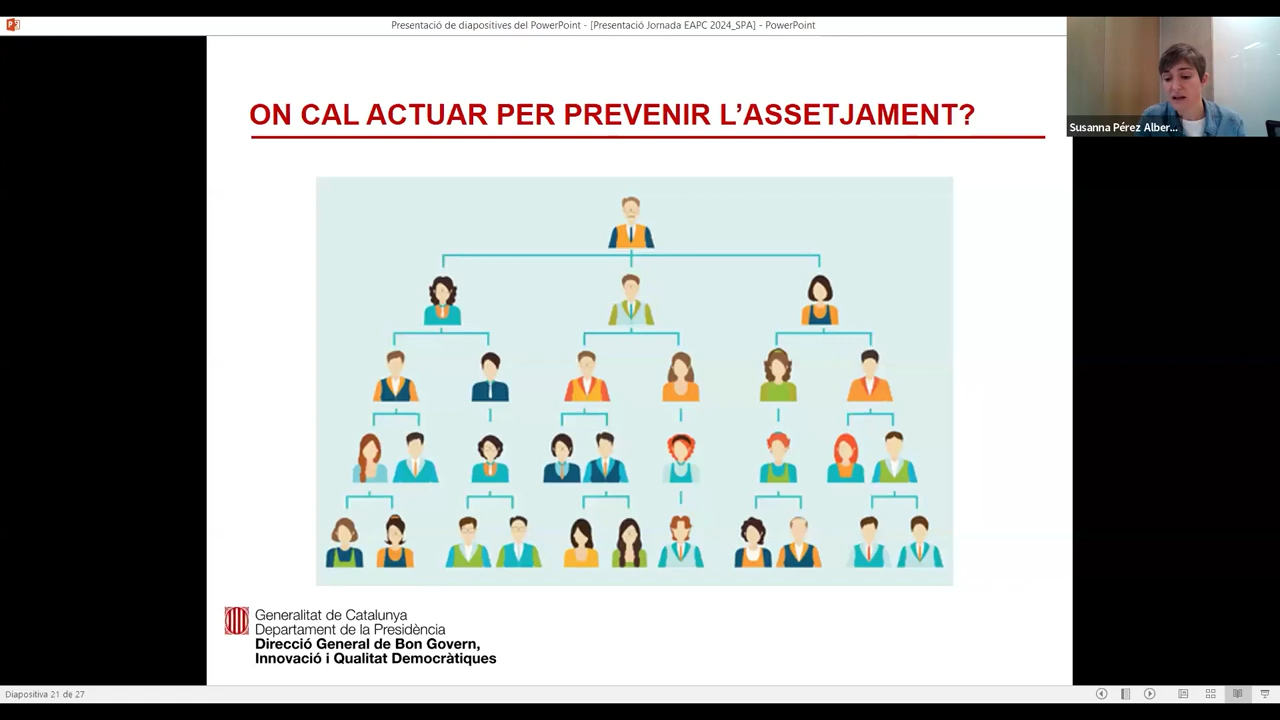 Presentació de diapositives del PowerPoint - [Presentació Jornada EAPC 2024_SPA] - PowerPoint
Susanna Pérez Alber...
ON CAL ACTUAR PER PREVENIR L'ASSETJAMENT?
Generalitat de Catalunya
Departament de la Presidència
Direcció General de Bon Govern,
Innovació i Qualitat Democràtiques
Diapositiva 21 de 27